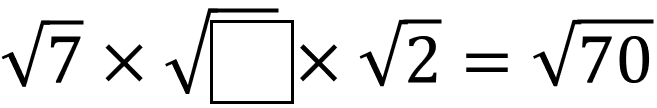 √7 × √□ × √2 = √70